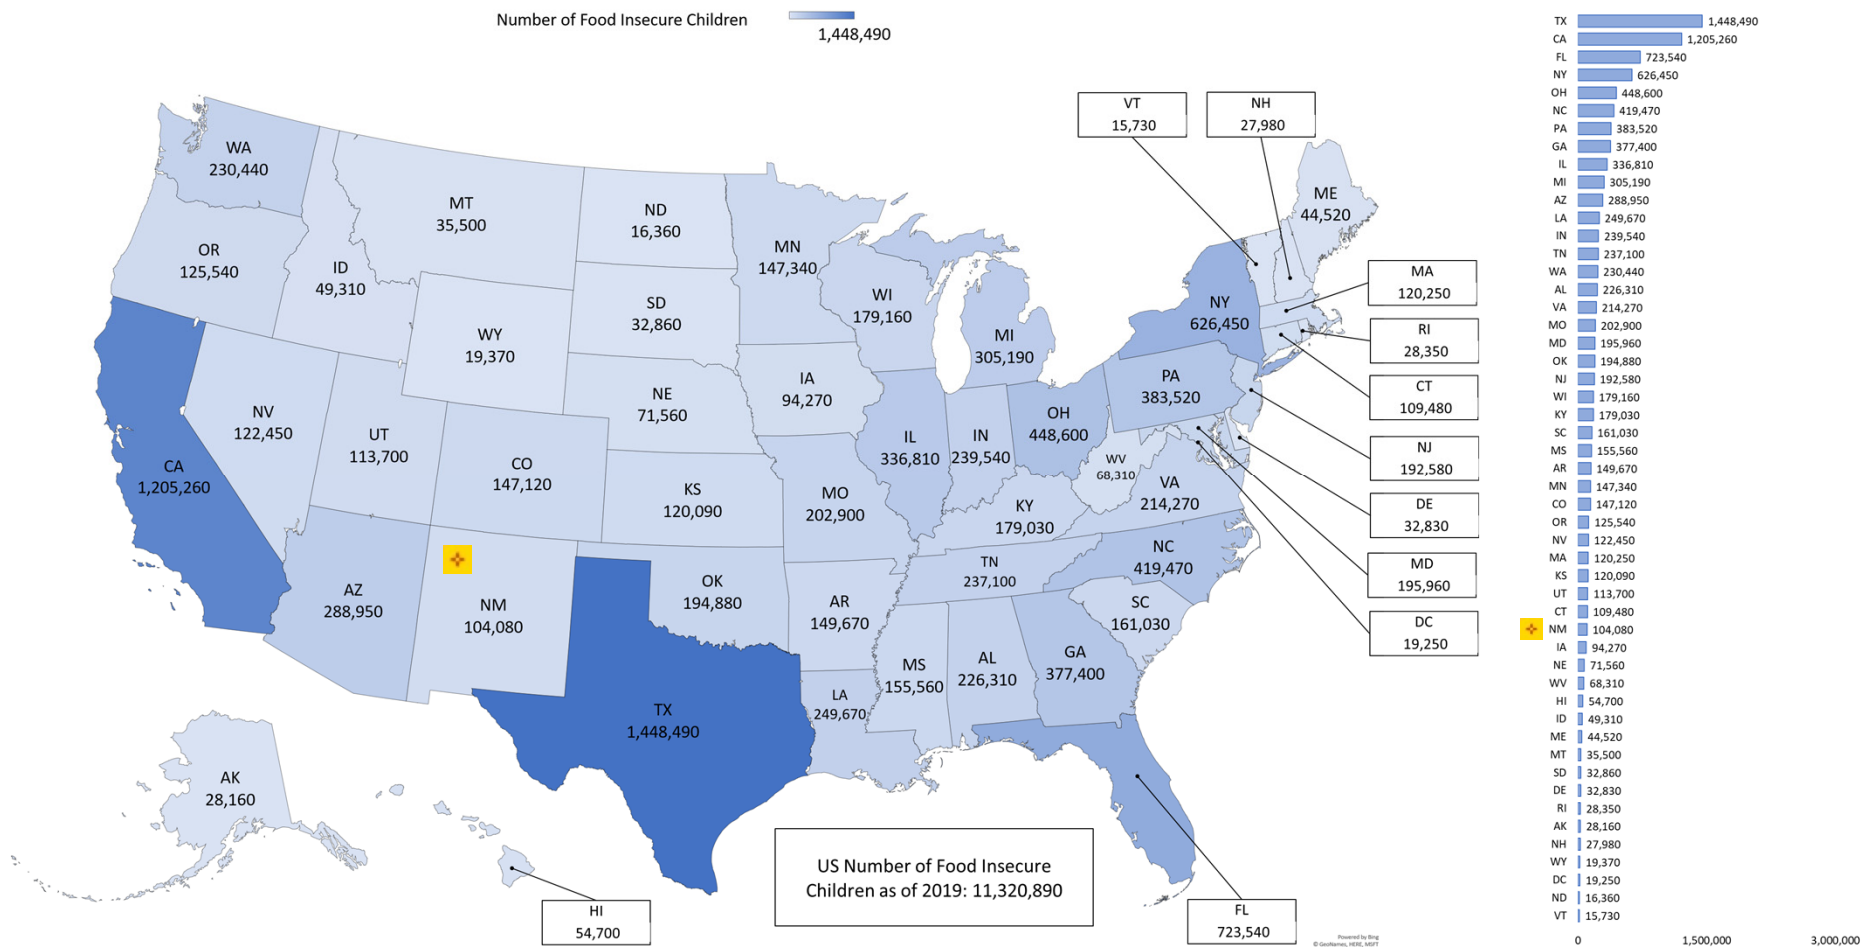 Number of Food Insecure Children
1,448,490
WA
230,440
OR
125,540
CA
1,205,260
NV
122,450
ID
49,310
MT
35,500
WY
19,370
UT
113,700
AZ
288,950
CO
147,120
NM
104,080
ND
16,360
SD
32,860
NE
71,560
KS
120,090
OK
194,880
TX
1,448,490
MN
147,340
IA
94,270
MO
202,900
AR
149,670
LA
249,670
WI
179,160
IL
336,810
MI
305,190
IN
239,540
OH
448,600
KY
179,030
TN
237,100
MS
155,560
AL
226,310
GA
377,400
SC
161,030
NC
419,470
VA
214,270
WV
68,310
PA
383,520
NY
626,450
ME
44,520
VT
15,730
NH
27,980
MA
120,250
RI
28,350
CT
109,480
NJ
192,580
DE
32,830
MD
195,960
DC
19,250
FL
723,540
AK
28,160
HI
54,700
US Number of Food Insecure
Children as of 2019: 11,320,890
Powered by Bing
© GeoNames, HERE, MSFT
TX 1,448,490
CA 1,205,260
FL 723,540
NY 626,450
OH 448,600
NC 419,470
PA 383,520
GA 377,400
IL 336,810
MI 305,190
AZ 288,950
LA 249,670
IN 239,540
TN 237,100
WA 230,440
AL 226,310
VA 214,270
MO 202,900
MD 195,960
OK 194,880
NJ 192,580
WI 179,160
KY 179,030
SC 161,030
MS 155,560
AR 149,670
MN 147,340
CO 147,120
OR 125,540
NV 122,450
MA 120,250
KS 120,090
UT 113,700
CT 109,480
NM 104,080
IA 94,270
NE 71,560
WV 68,310
HI 54,700
ID 49,310
ME 44,520
MT 35,500
SD 32,860
DE 32,830
RI 28,350
AK 28,160
NH 27,980
WY 19,370
DC 19,250
ND 16,360
VT 15,730
0 1,500,000 3,000,000